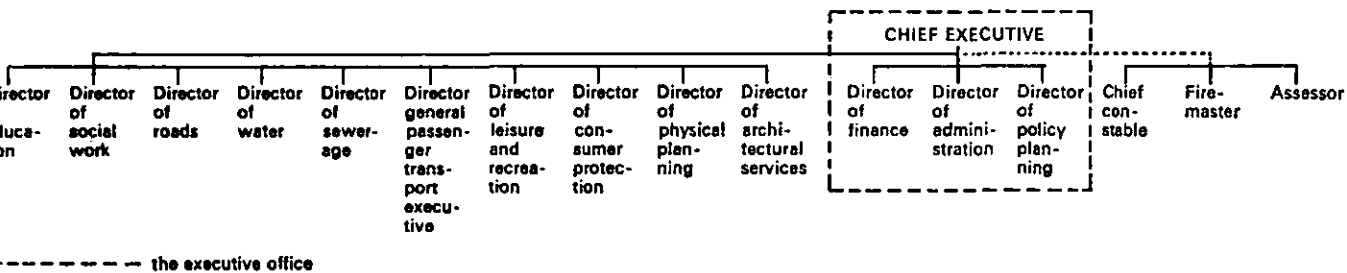 CHIEF EXECUTIVE
irector
duca-
on
Director
of
social
work
Director
of
roads
Director
of
water
Director
of
sewer-
age
Director
general
passen-
ger
trans-
port
execu-
tive
Director
of
leisure
and
recrea-
tion
Director
of
con-
sumer
protec-
tion
Director
of
physical
plan-
ning
Director
of
archi-
tectural
services
Director
of
finance
Director
of
admini-
stration
Director
of
policy
plan-
ning
Chief
con-
stable
Fire-
master
Assessor
the executive office